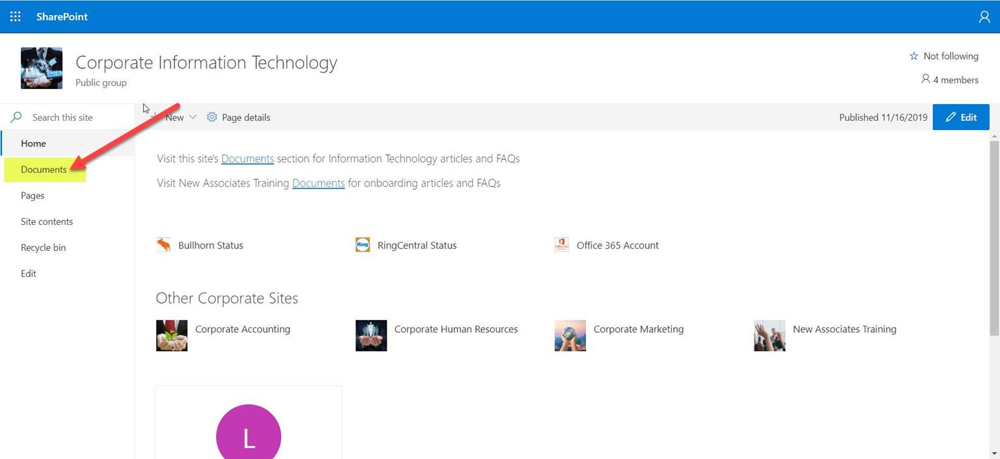 SharePoint
Corporate Information Technology
Public group
Not following
4 members
Search this site
New
Page details
Published 11/16/2019
Edit
Home
Documents
Pages
Site contents
Recycle bin
Edit
Visit this site's Documents section for Information Technology articles and FAQs
Visit New Associates Training Documents for onboarding articles and FAQs
Bullhorn Status
Ring
RingCentral Status
Office 365 Account
Other Corporate Sites
Corporate Accounting
Corporate Human Resources
Corporate Marketing
New Associates Training
L